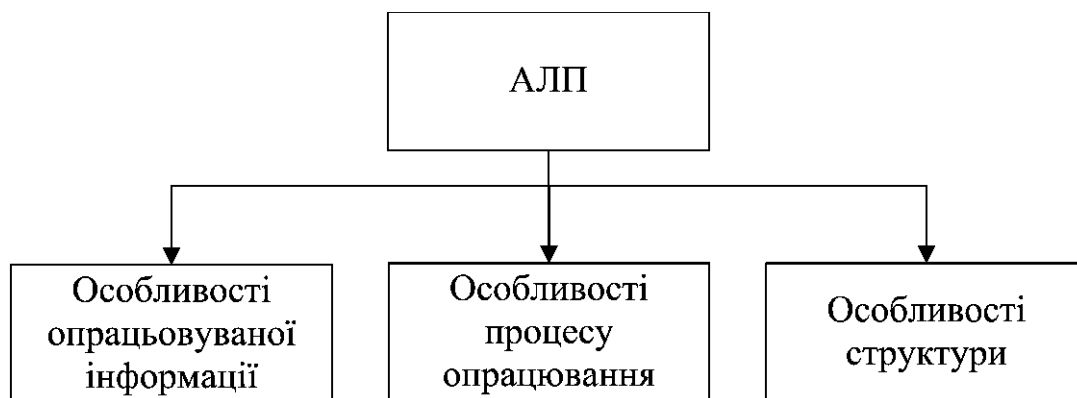 АЛП
Особливості
опрацьовуваної
інформації
Особливості
процесу
опрацювання
Особливості
структури